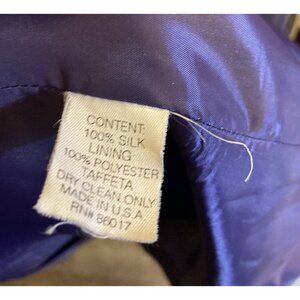 CONTENT:
100% SILK
LINING
100% POLYESTER
TAFFETA
DRY CLEAN ONLY
MADE IN U.S.A
RN# 86017